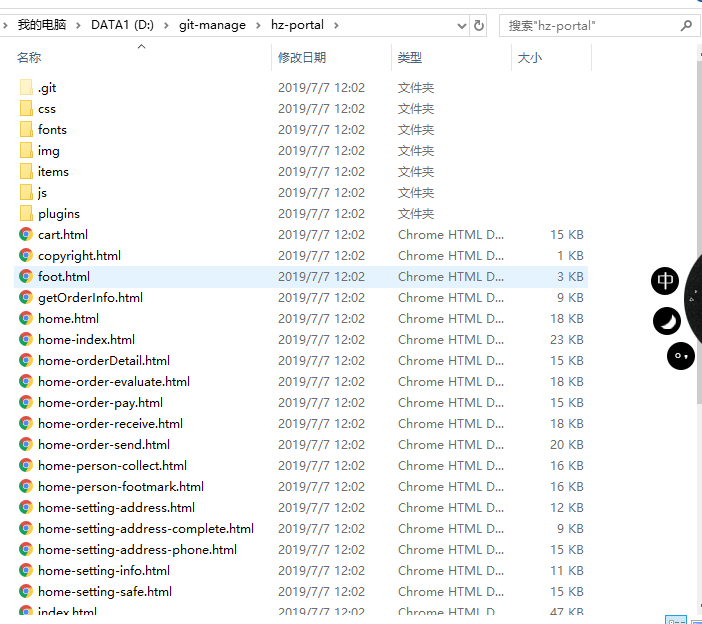 我的电脑 DATA1 (D:) git-manage hz-portal 搜索"hz-portal"
名称 修改日期 类型 大小
.git 2019/7/7 12:02 文件夹
css 2019/7/7 12:02 文件夹
fonts 2019/7/7 12:02 文件夹
img 2019/7/7 12:02 文件夹
items 2019/7/7 12:02 文件夹
js 2019/7/7 12:02 文件夹
plugins 2019/7/7 12:02 文件夹
cart.html 2019/7/7 12:02 Chrome HTML D... 15 KB
copyright.html 2019/7/7 12:02 Chrome HTML D... 1 KB
foot.html 2019/7/7 12:02 Chrome HTML D... 3 KB
getOrderInfo.html 2019/7/7 12:02 Chrome HTML D... 9 KB
home.html 2019/7/7 12:02 Chrome HTML D... 18 KB
home-index.html 2019/7/7 12:02 Chrome HTML D... 23 KB
home-orderDetail.html 2019/7/7 12:02 Chrome HTML D... 15 KB
home-order-evaluate.html 2019/7/7 12:02 Chrome HTML D... 18 KB
home-order-pay.html 2019/7/7 12:02 Chrome HTML D... 15 KB
home-order-receive.html 2019/7/7 12:02 Chrome HTML D... 18 KB
home-order-send.html 2019/7/7 12:02 Chrome HTML D... 20 KB
home-person-collect.html 2019/7/7 12:02 Chrome HTML D... 16 KB
home-person-footmark.html 2019/7/7 12:02 Chrome HTML D... 16 KB
home-setting-address.html 2019/7/7 12:02 Chrome HTML D... 12 KB
home-setting-address-complete.html 2019/7/7 12:02 Chrome HTML D... 9 KB
home-setting-address-phone.html 2019/7/7 12:02 Chrome HTML D... 15 KB
home-setting-info.html 2019/7/7 12:02 Chrome HTML D... 11 KB
home-setting-safe.html 2019/7/7 12:02 Chrome HTML D... 15 KB
index.html 2019/7/7 12:02 Chrome HTML D... 47 KB
中